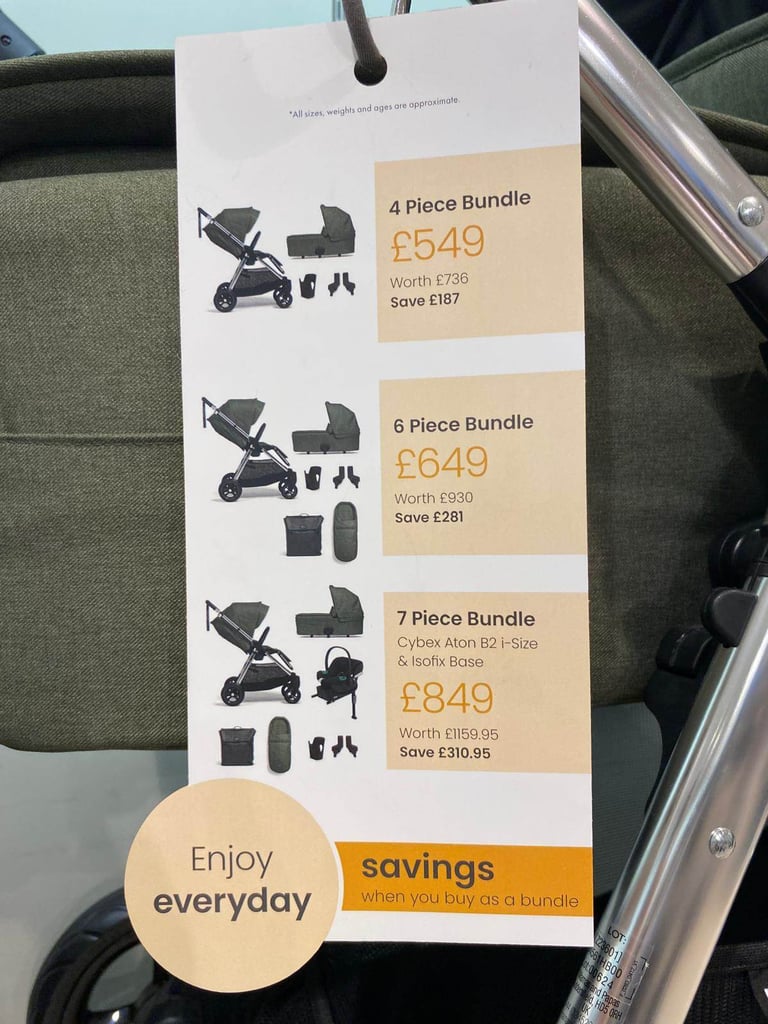 *All sizes, weights and ages are approximate.
4 Piece Bundle
£549
Worth £736
Save £187
6 Piece Bundle
£649
Worth £930
Save £281
7 Piece Bundle
Cybex Aton B2 i-Size
& Isofix Base
£849
Worth £1159.95
Save £310.95
Enjoy
everyday
savings
when you buy as a bundle
LOT: